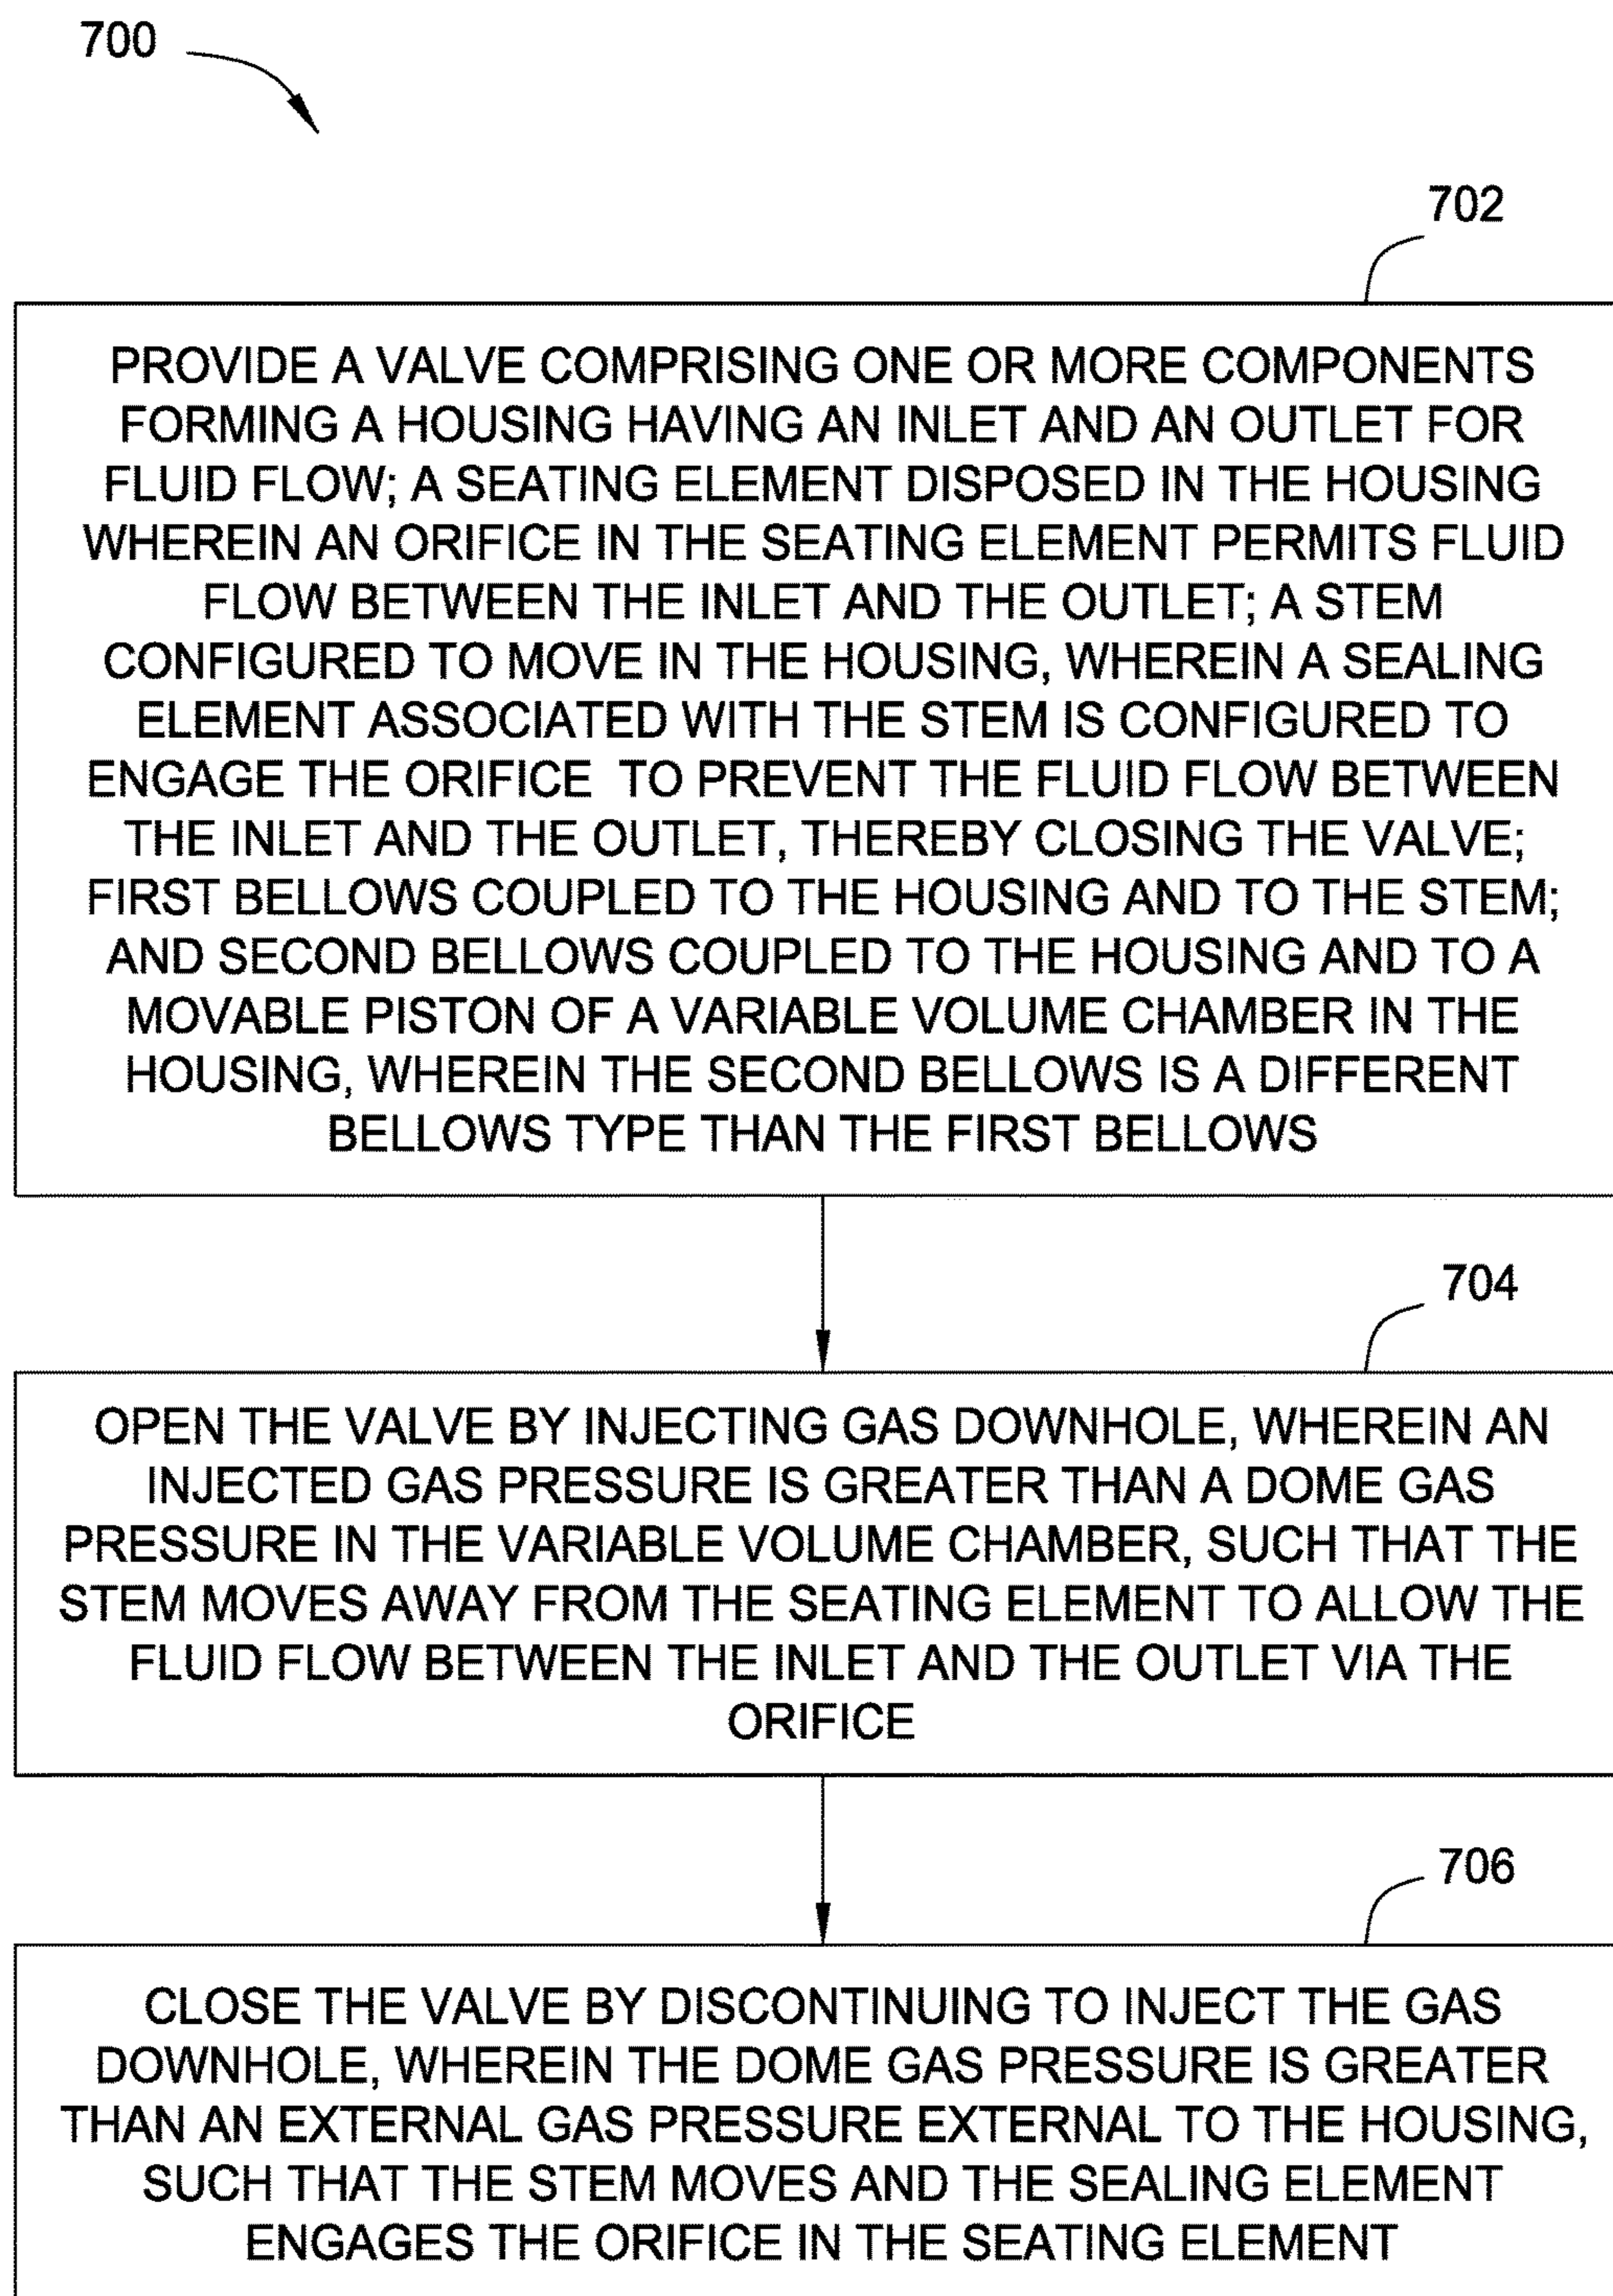 700
702
PROVIDE A VALVE COMPRISING ONE OR MORE COMPONENTS
FORMING A HOUSING HAVING AN INLET AND AN OUTLET FOR
FLUID FLOW; A SEATING ELEMENT DISPOSED IN THE HOUSING
WHEREIN AN ORIFICE IN THE SEATING ELEMENT PERMITS FLUID
FLOW BETWEEN THE INLET AND THE OUTLET; A STEM
CONFIGURED TO MOVE IN THE HOUSING, WHEREIN A SEALING
ELEMENT ASSOCIATED WITH THE STEM IS CONFIGURED TO
ENGAGE THE ORIFICE TO PREVENT THE FLUID FLOW BETWEEN
THE INLET AND THE OUTLET, THEREBY CLOSING THE VALVE;
FIRST BELLOWS COUPLED TO THE HOUSING AND TO THE STEM;
AND SECOND BELLOWS COUPLED TO THE HOUSING AND TO A
MOVABLE PISTON OF A VARIABLE VOLUME CHAMBER IN THE
HOUSING, WHEREIN THE SECOND BELLOWS IS A DIFFERENT
BELLOWS TYPE THAN THE FIRST BELLOWS
704
OPEN THE VALVE BY INJECTING GAS DOWNHOLE, WHEREIN AN
INJECTED GAS PRESSURE IS GREATER THAN A DOME GAS
PRESSURE IN THE VARIABLE VOLUME CHAMBER, SUCH THAT THE
STEM MOVES AWAY FROM THE SEATING ELEMENT TO ALLOW THE
FLUID FLOW BETWEEN THE INLET AND THE OUTLET VIA THE
ORIFICE
706
CLOSE THE VALVE BY DISCONTINUING TO INJECT THE GAS
DOWNHOLE, WHEREIN THE DOME GAS PRESSURE IS GREATER
THAN AN EXTERNAL GAS PRESSURE EXTERNAL TO THE HOUSING,
SUCH THAT THE STEM MOVES AND THE SEALING ELEMENT
ENGAGES THE ORIFICE IN THE SEATING ELEMENT